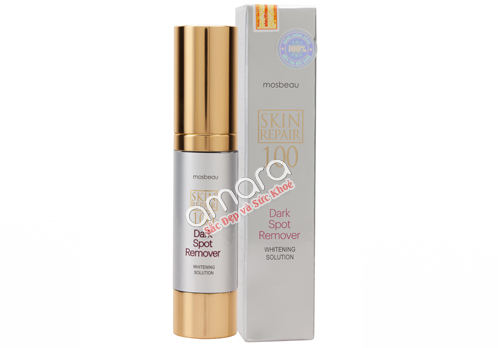 mosbeau
SKIN
REPAIR
100
Dark
Spot
Remover
WHITENING
SOLUTION
100%
mosbeau
SKIN
Dark
Spot
Remover
WHITENING
SOLUTION
amara
Sắc Đẹp và Sức Khoẻ